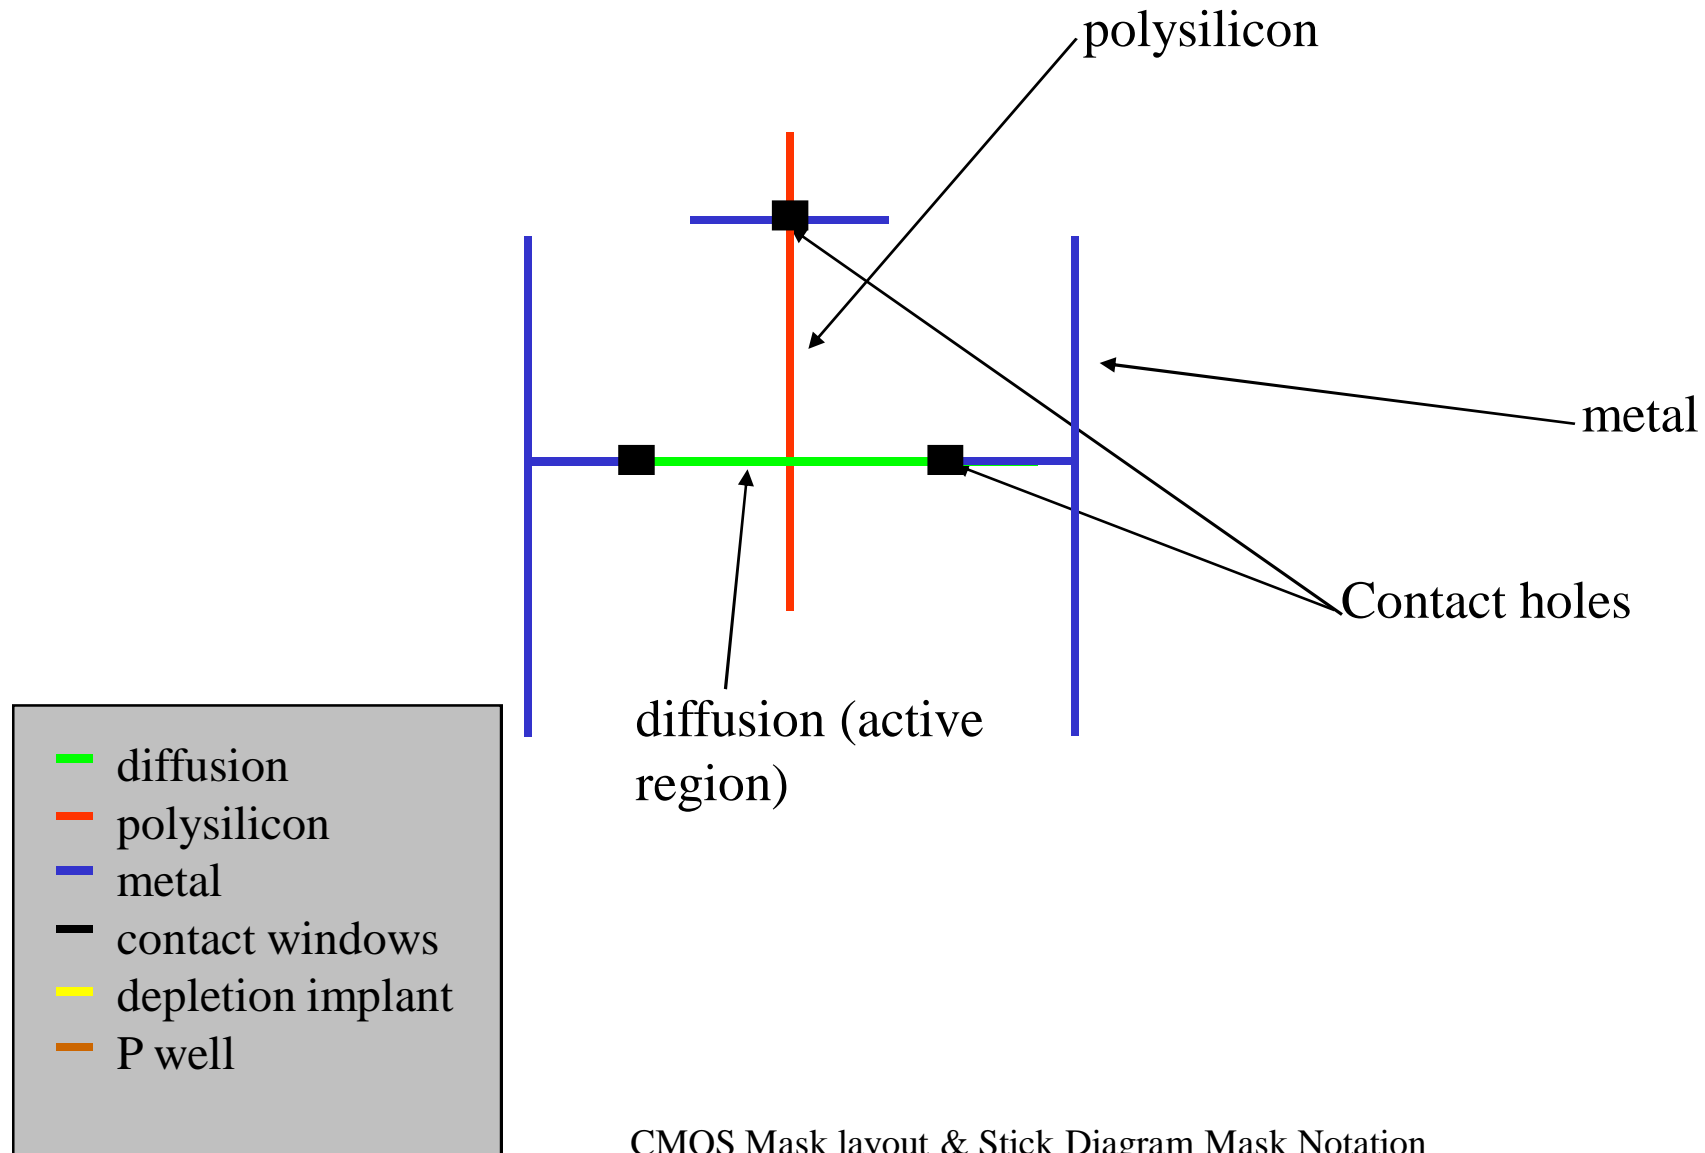 polysilicon
metal
Contact holes
diffusion (active
region)
diffusion
polysilicon
metal
contact windows
depletion implant
P well
CMOS Mask layout & Stick Diagram Mask Notation